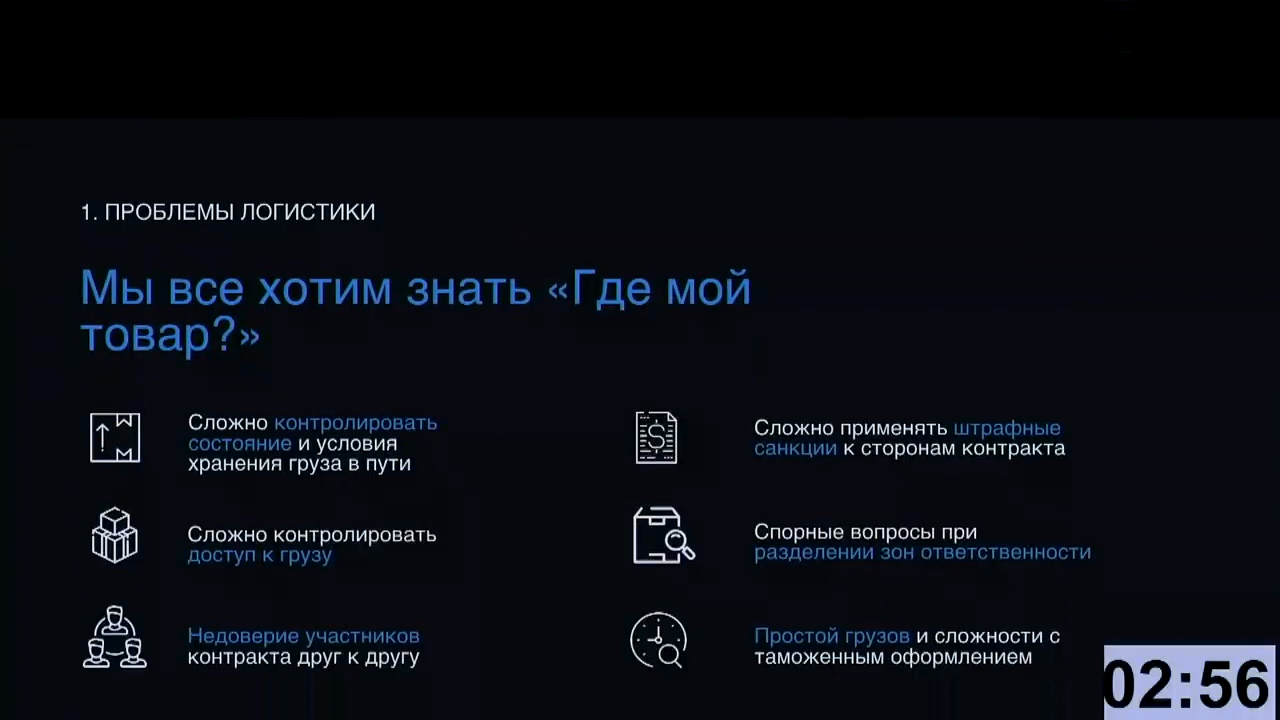 1. ПРОБЛЕМЫ ЛОГИСТИКИ
Мы все хотим знать «Где мой
товар?»
Сложно контролировать
состояние и условия
хранения груза в пути
Сложно применять штрафные
санкции к сторонам контракта
Сложно контролировать
доступ к грузу
Спорные вопросы при
разделении зон ответственности
Недоверие участников
контракта друг к другу
Простой грузов и сложности с
таможенным оформлением
02:56